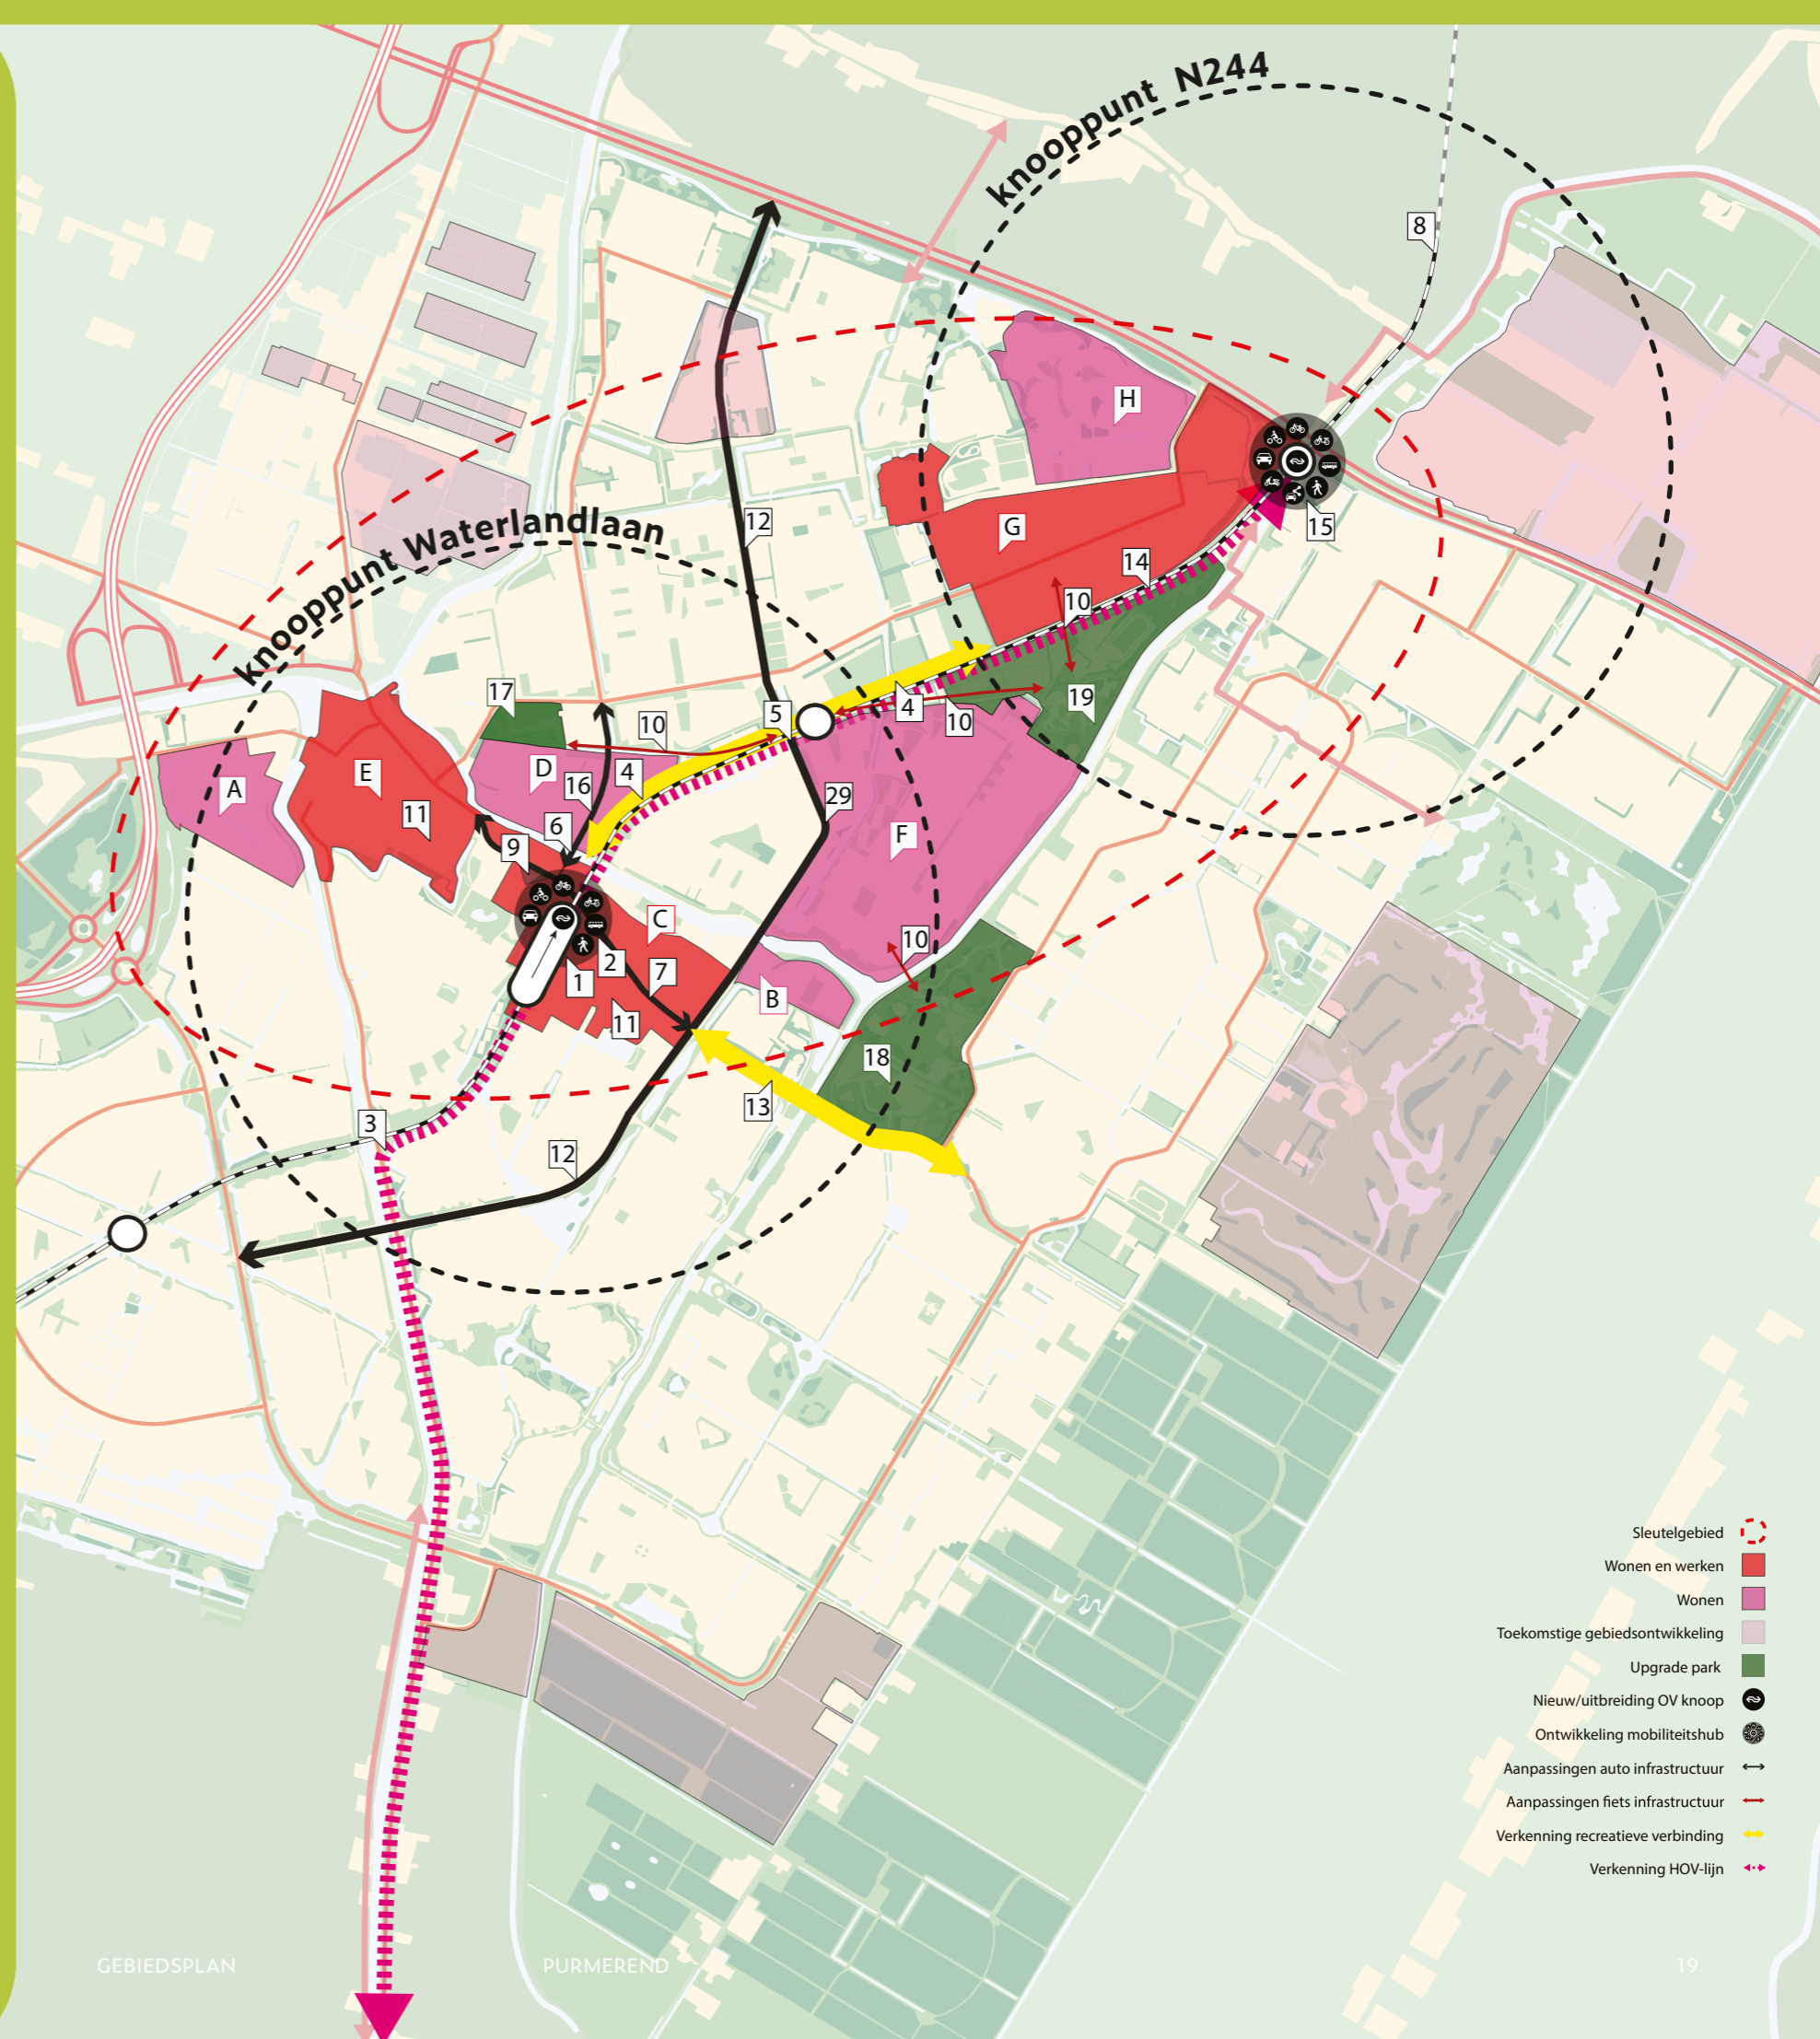 knooppunt N244
8
H
12
G
15
14
10
knooppunt Waterlandlaan
17
19
10
5
4
10
D
4
E
A
16
29
11
6
F
9
C
10
2
7
1
B
11
18
13
3
12
Sleutelgebied
Wonen en werken
Wonen
Toekomstige gebiedsontwikkeling
Upgrade park
Nieuw/uitbreiding OV knoop
Ontwikkeling mobiliteitshub
Aanpassingen auto infrastructuur
Aanpassingen fiets infrastructuur
Verkenning recreatieve verbinding
Verkenning HOV-lijn
GEBIEDSPLAN PURMEREND 19